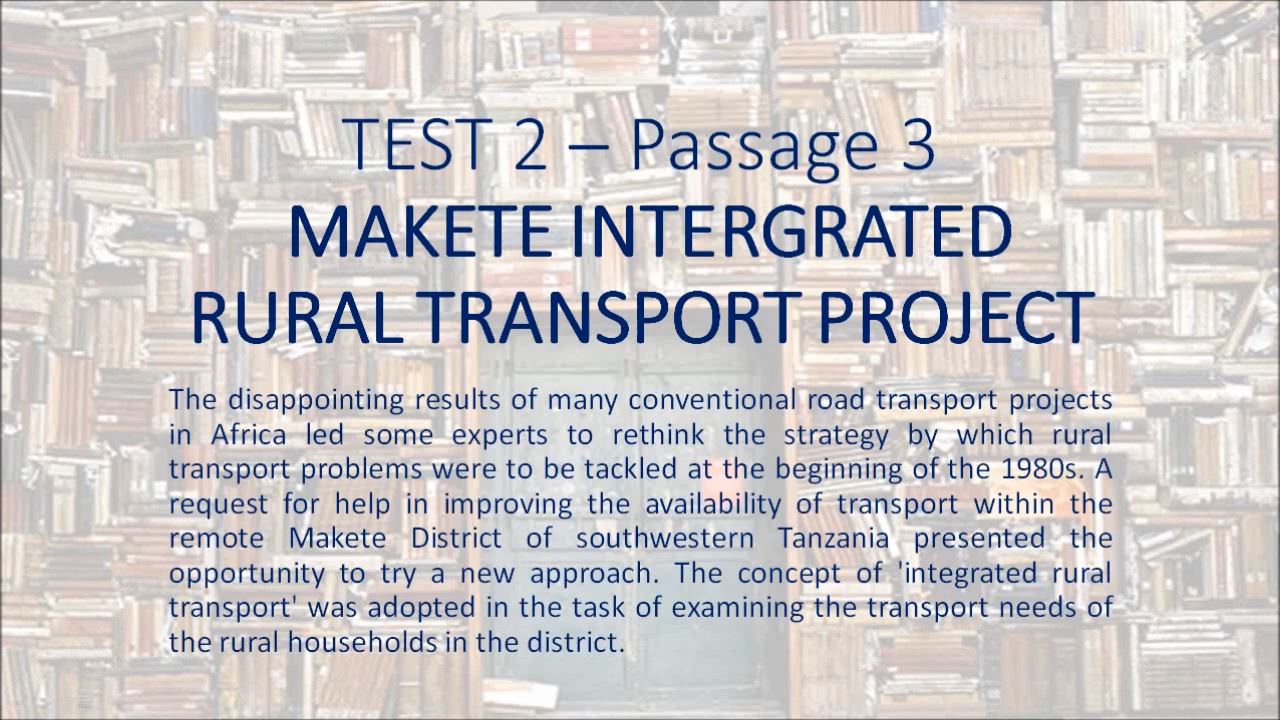 TEST 2 – Passage 3
MAKETE INTERGRATED
RURAL TRANSPORT PROJECT
The disappointing results of many conventional road transport projects
in Africa led some experts to rethink the strategy by which rural
transport problems were to be tackled at the beginning of the 1980s. A
request for help in improving the availability of transport within the
remote Makete District of southwestern Tanzania presented the
opportunity to try a new approach. The concept of 'integrated rural
transport' was adopted in the task of examining the transport needs of
the rural households in the district.